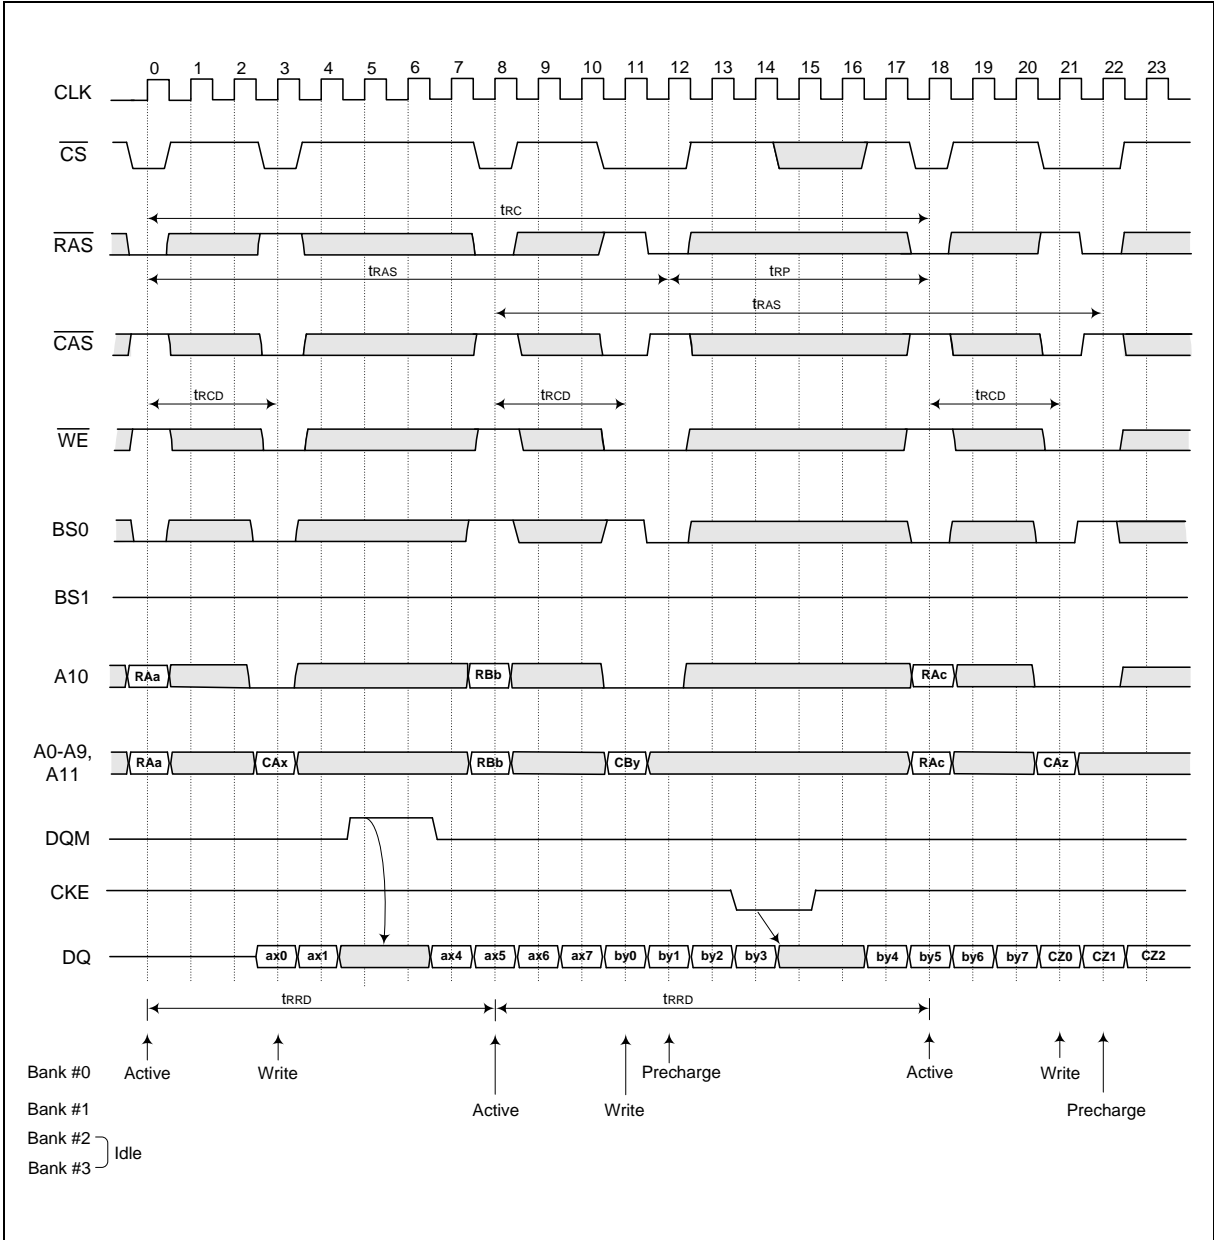 0 1 2 3 4 5 6 7 8 9 10 11 12 13 14 15 16 17 18 19 20 21 22 23
CLK
CS
tRC
RAS
tRAS tRP
tRAS
CAS
tRCD tRCD tRCD
WE
BS0
BS1
A10 RAa RBb RAc
A0-A9,
A11
RAa CAx RBb CBy RAc CAz
DQM
CKE
DQ ax0 ax1 ax4 ax5 ax6 ax7 by0 by1 by2 by3 by4 by5 by6 by7 CZ0 CZ1 CZ2
tRRD tRRD
Bank #0 Active Write Precharge Active Write
Bank #1 Active Write Precharge
Bank #2
Idle
Bank #3